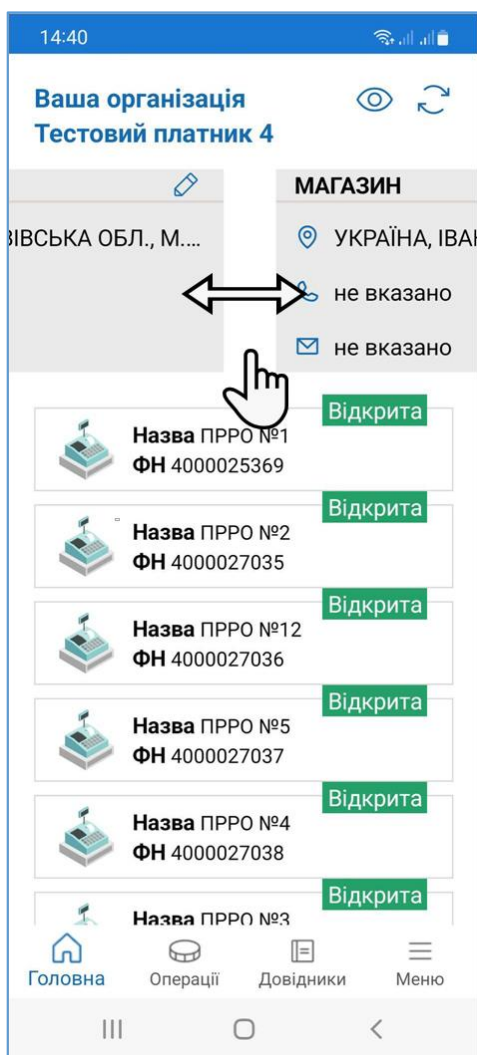 14:40
Ваша організація
Тестовий платник 4
МАГАЗИН
ІВСЬКА ОБЛ., М....
УКРАЇНА, ІВА
не вказано
не вказано
Відкрита
Назва ПРРО №1
ФН 4000025369
Відкрита
Назва ПРРО №2
ФН 4000027035
Відкрита
Назва ПРРО №12
ФН 4000027036
Відкрита
Назва ПРРО №5
ФН 4000027037
Відкрита
Назва ПРРО №4
ФН 4000027038
Відкрита
Назва ПРРО №3
Головна Операції Довідники Меню